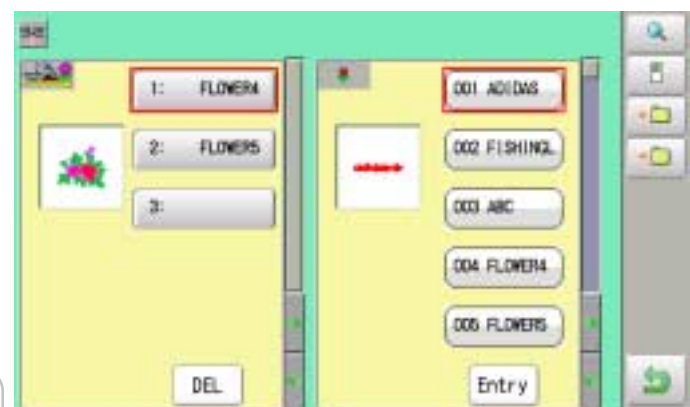 1: FLOWER4
2: FLOWER5
3:
DEL
001 ADIDAS
002 FISHINGL
003 ABC
004 FLOWER4
005 FLOWER5
Entry